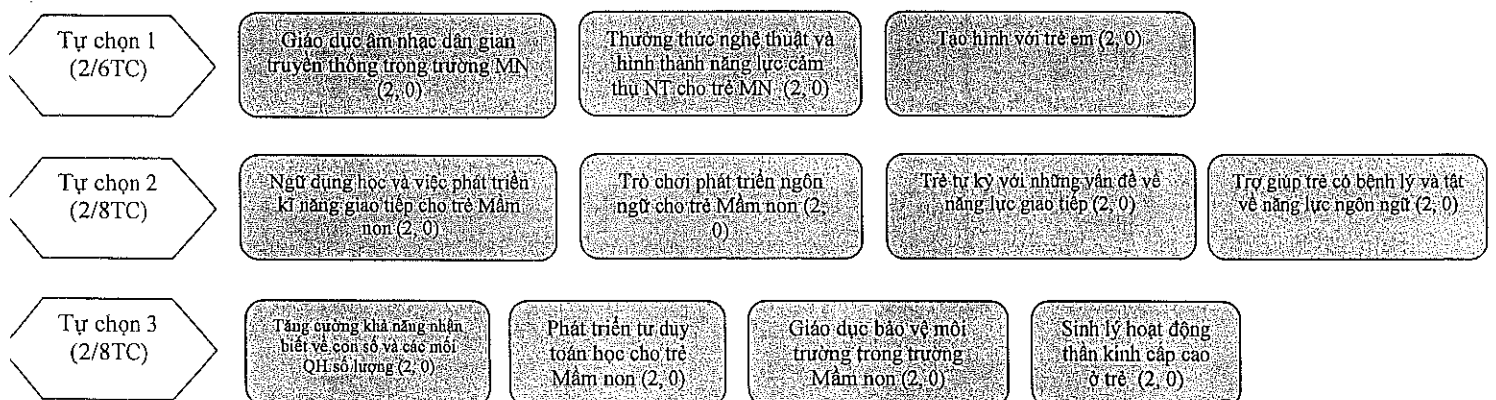 Tự chọn 1
(2/6TC)
Giáo dục âm nhạc dân gian
truyền thống trong trường MN
(2, 0)
Thưởng thức nghệ thuật và
hình thành năng lực cảm
thụ NT cho trẻ MN (2, 0)
Tạo hình với trẻ em (2, 0)
Tự chọn 2
(2/8TC)
Ngữ dụng học và việc phát triển
kĩ năng giao tiếp cho trẻ Mầm
non (2, 0)
Trò chơi phát triển ngôn
ngữ cho trẻ Mầm non (2,
0)
Trẻ tự kỷ với những vấn đề về
năng lực giao tiếp (2, 0)
Trợ giúp trẻ có bệnh lý và tật
về năng lực ngôn ngữ (2, 0)
Tự chọn 3
(2/8TC)
Tăng cường khả năng nhận
biết về con số và các mối
QH số lượng (2, 0)
Phát triển tư duy
toán học cho trẻ
Mầm non (2, 0)
Giáo dục bảo vệ môi
trường trong trường
Mầm non (2, 0)
Sinh lý hoạt động
thần kinh cấp cao
ở trẻ (2, 0)